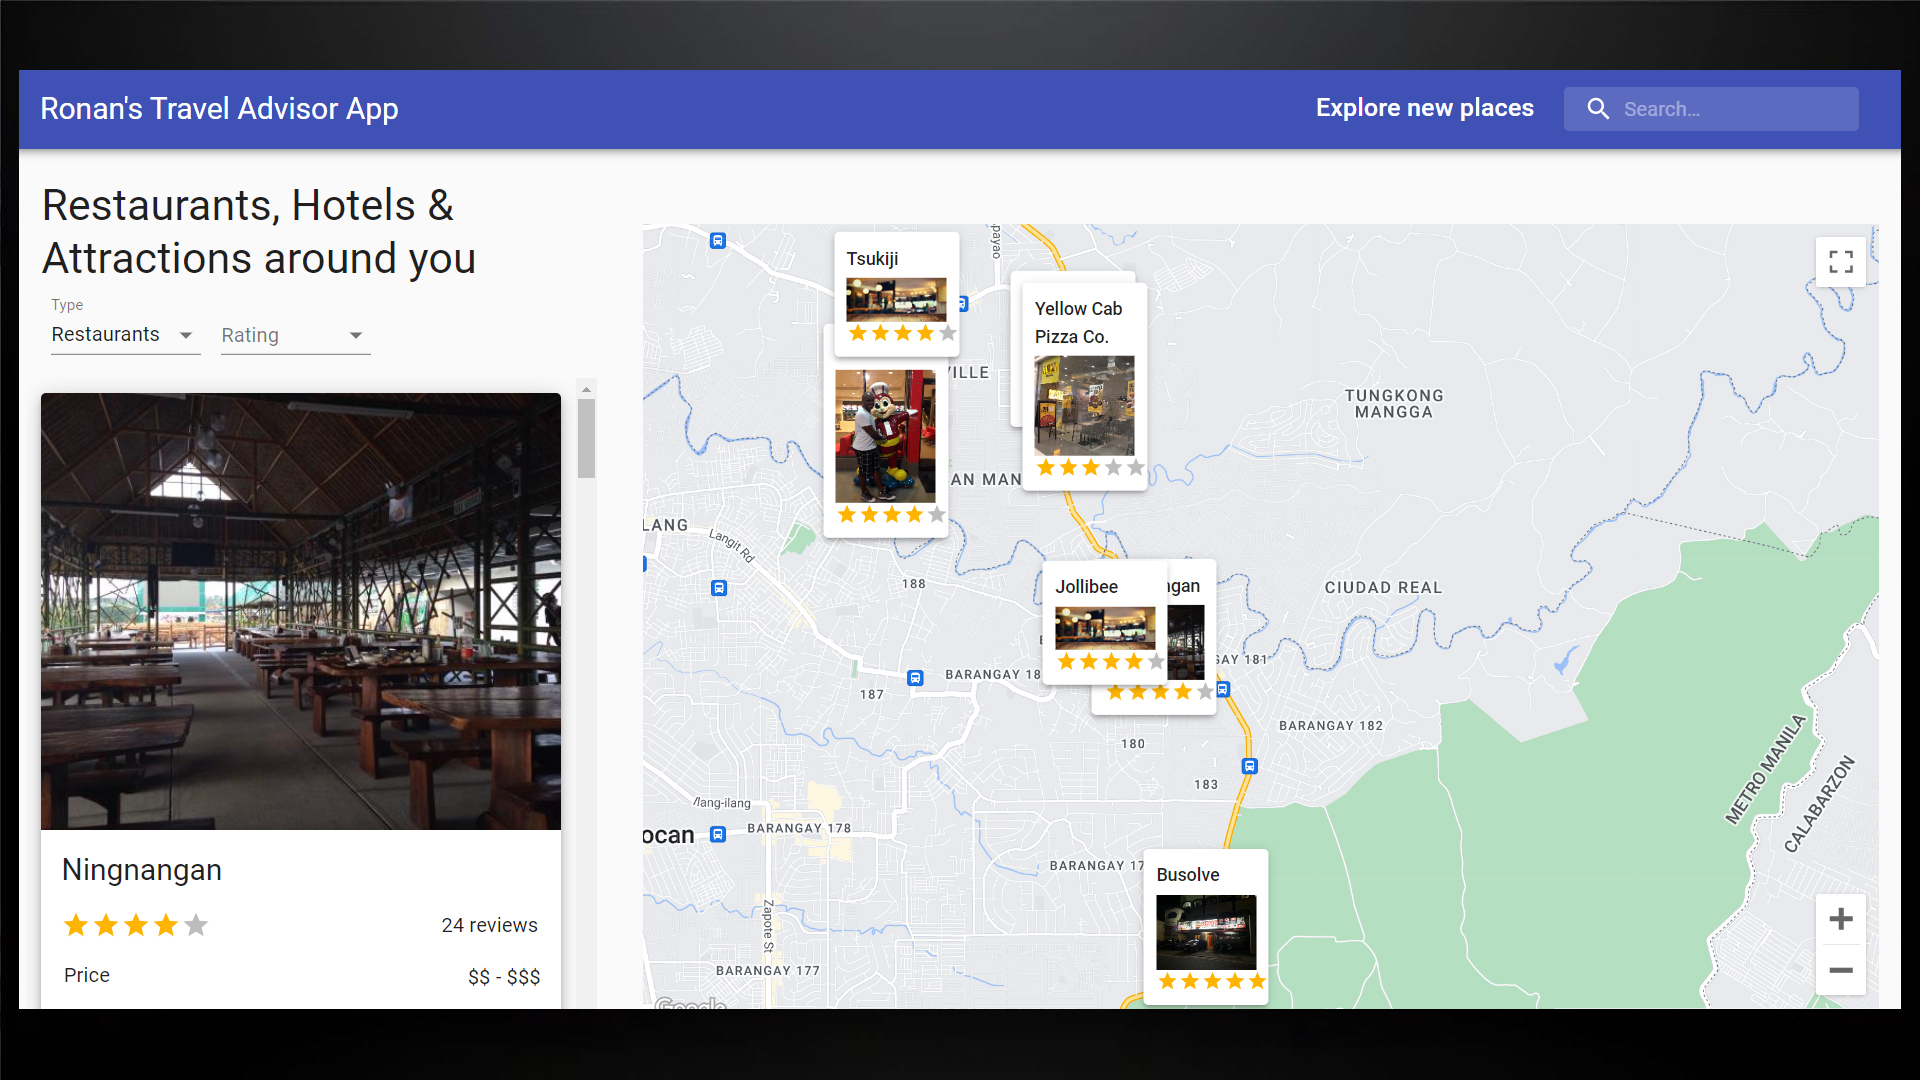 Ronan's Travel Advisor App
Explore new places
Search...
Restaurants, Hotels &
Attractions around you
Type
Restaurants
Rating
Ningnangan
24 reviews
Price
$$ - $$$
Tsukiji
payao
Yellow Cab
Pizza Co.
VILLE
TUNGKONG
MANGGA
AN MAN
LANG
Langit Rd
188
Jollibee
ngan
CIUDAD REAL
GAY 181
BARANGAY 18
187
BARANGAY 182
180
183
METRO MANILA
CALABARZON
lang-ilang
BARANGAY 178
ocan
BARANGAY 17
Busolve
Zapote St
BARANGAY 177
Google